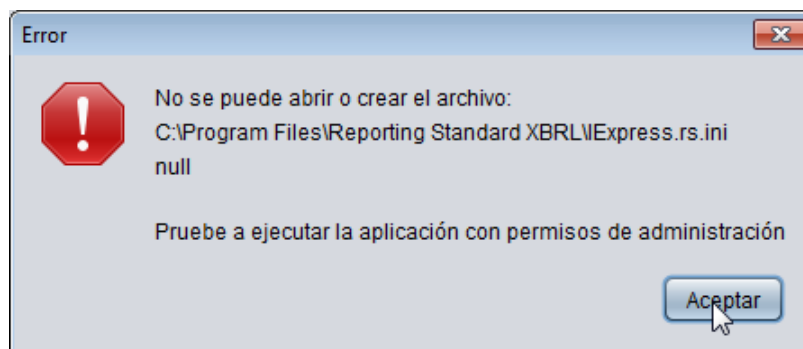 Error
No se puede abrir o crear el archivo:
C:\Program Files\Reporting Standard XBRL\IExpress.rs.ini
null
Pruebe a ejecutar la aplicación con permisos de administración
Aceptar